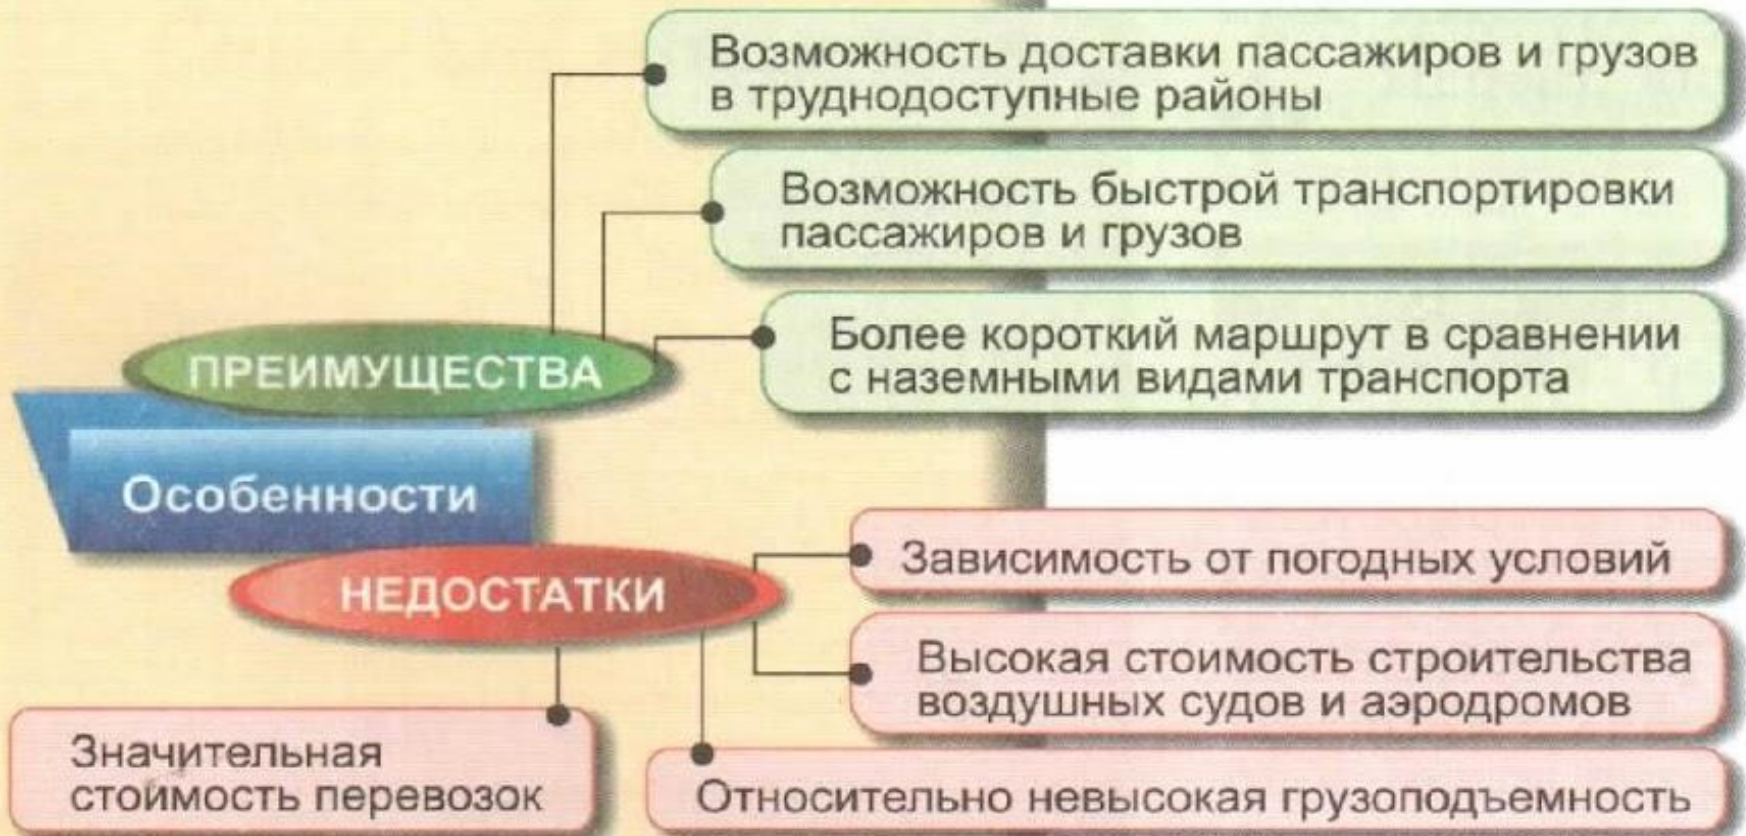 Возможность доставки пассажиров и грузов
в труднодоступные районы
Возможность быстрой транспортировки
пассажиров и грузов
Более короткий маршрут в сравнении
с наземными видами транспорта
ПРЕИМУЩЕСТВА
Особенности
НЕДОСТАТКИ
Зависимость от погодных условий
Высокая стоимость строительства
воздушных судов и аэродромов
Значительная
стоимость перевозок
Относительно невысокая грузоподъемность